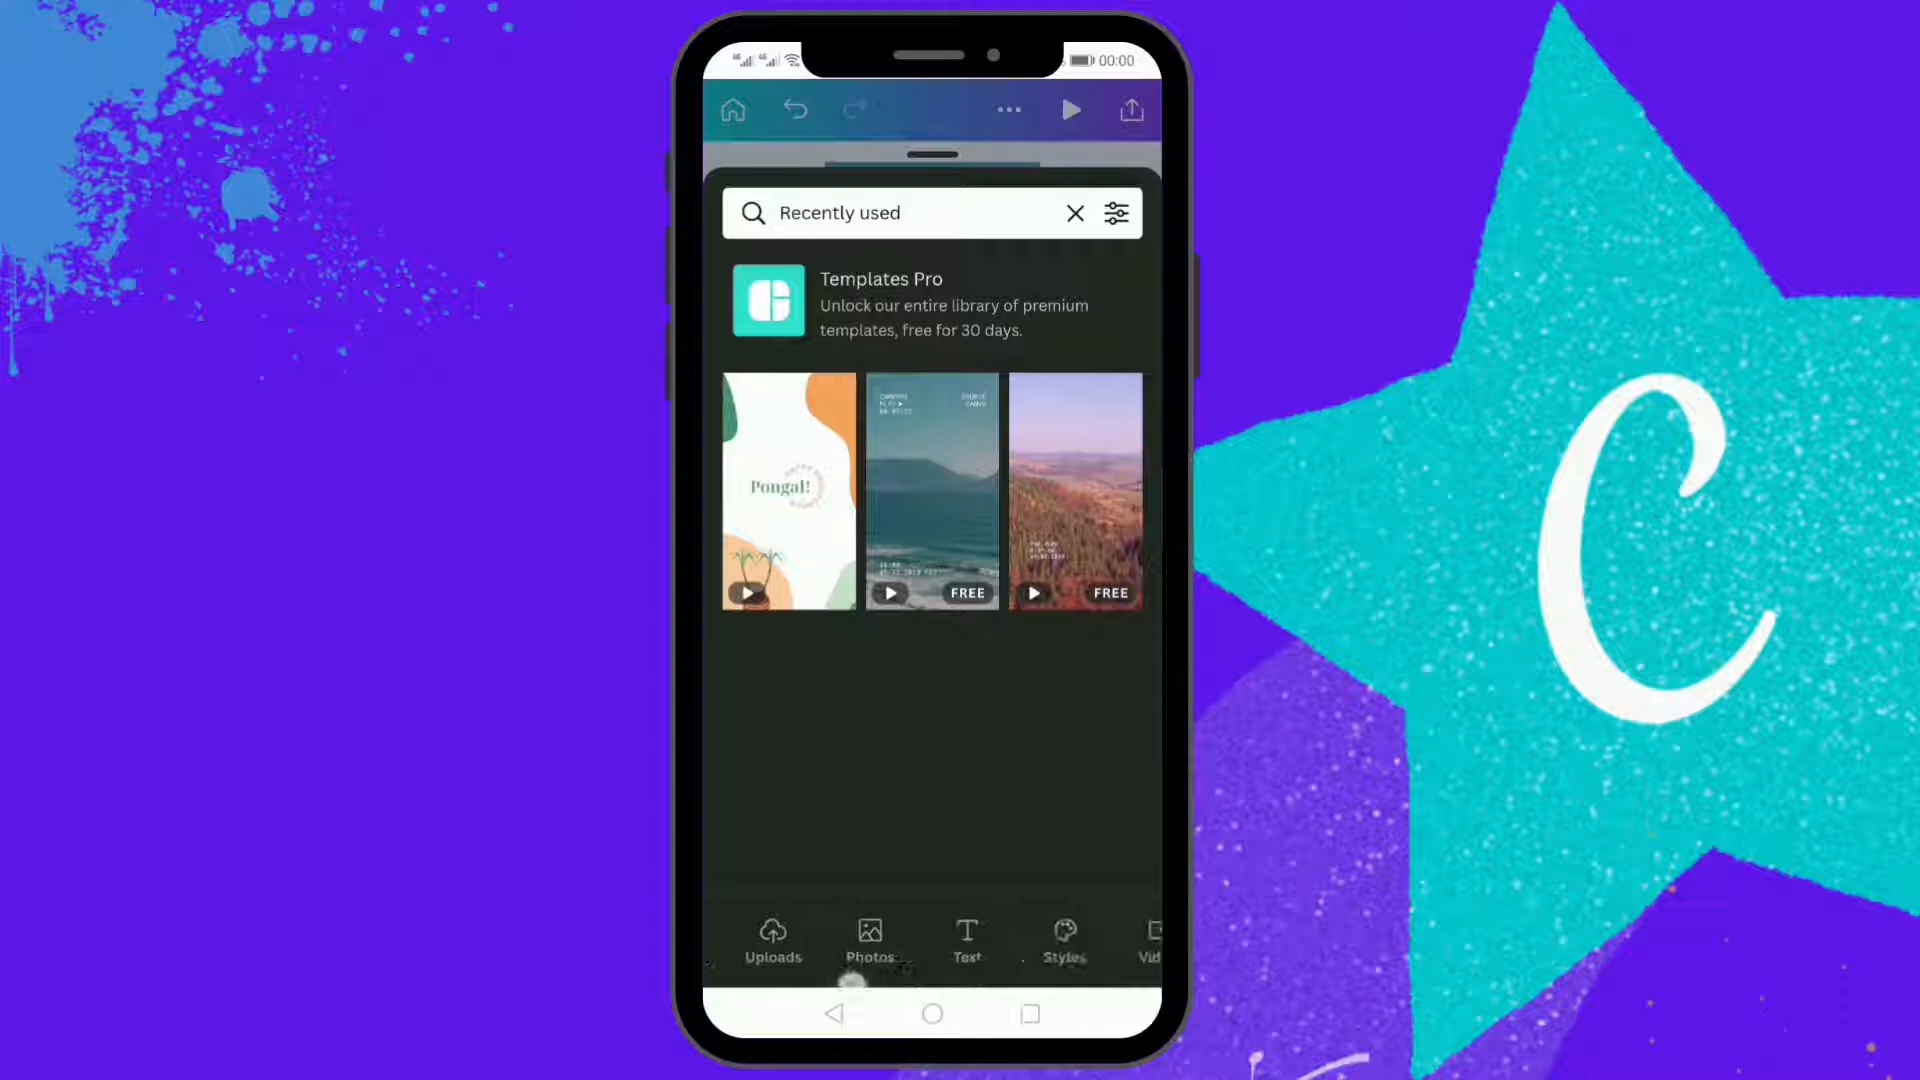 00:00
Recently used
Templates Pro
Unlock our entire library of premium
templates, free for 30 days.
Pongal!
FREE
FREE
Uploads
Photos
Text
Styles
Vid
C